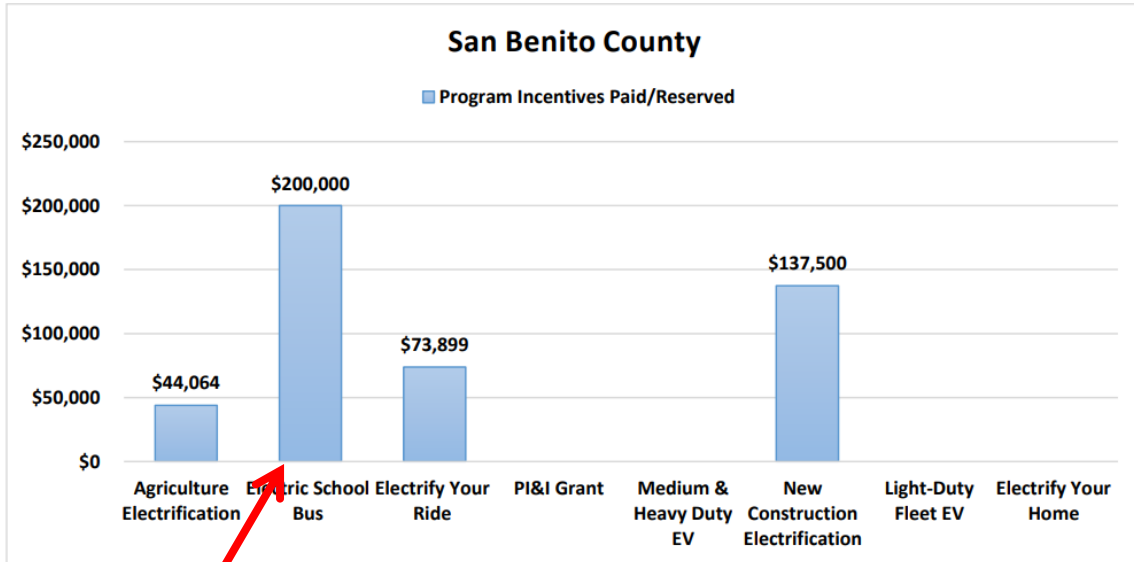 San Benito County
Program Incentives Paid/Reserved
$250,000
$200,000
$150,000
$100,000
$50,000
$0
$44,064
$200,000
$73,899
$137,500
Agriculture
Electrification
Electric School
Bus
Electrify Your
Ride
PI&I Grant
Medium &
Heavy Duty
EV
New
Construction
Electrification
Light-Duty
Fleet EV
Electrify Your
Home